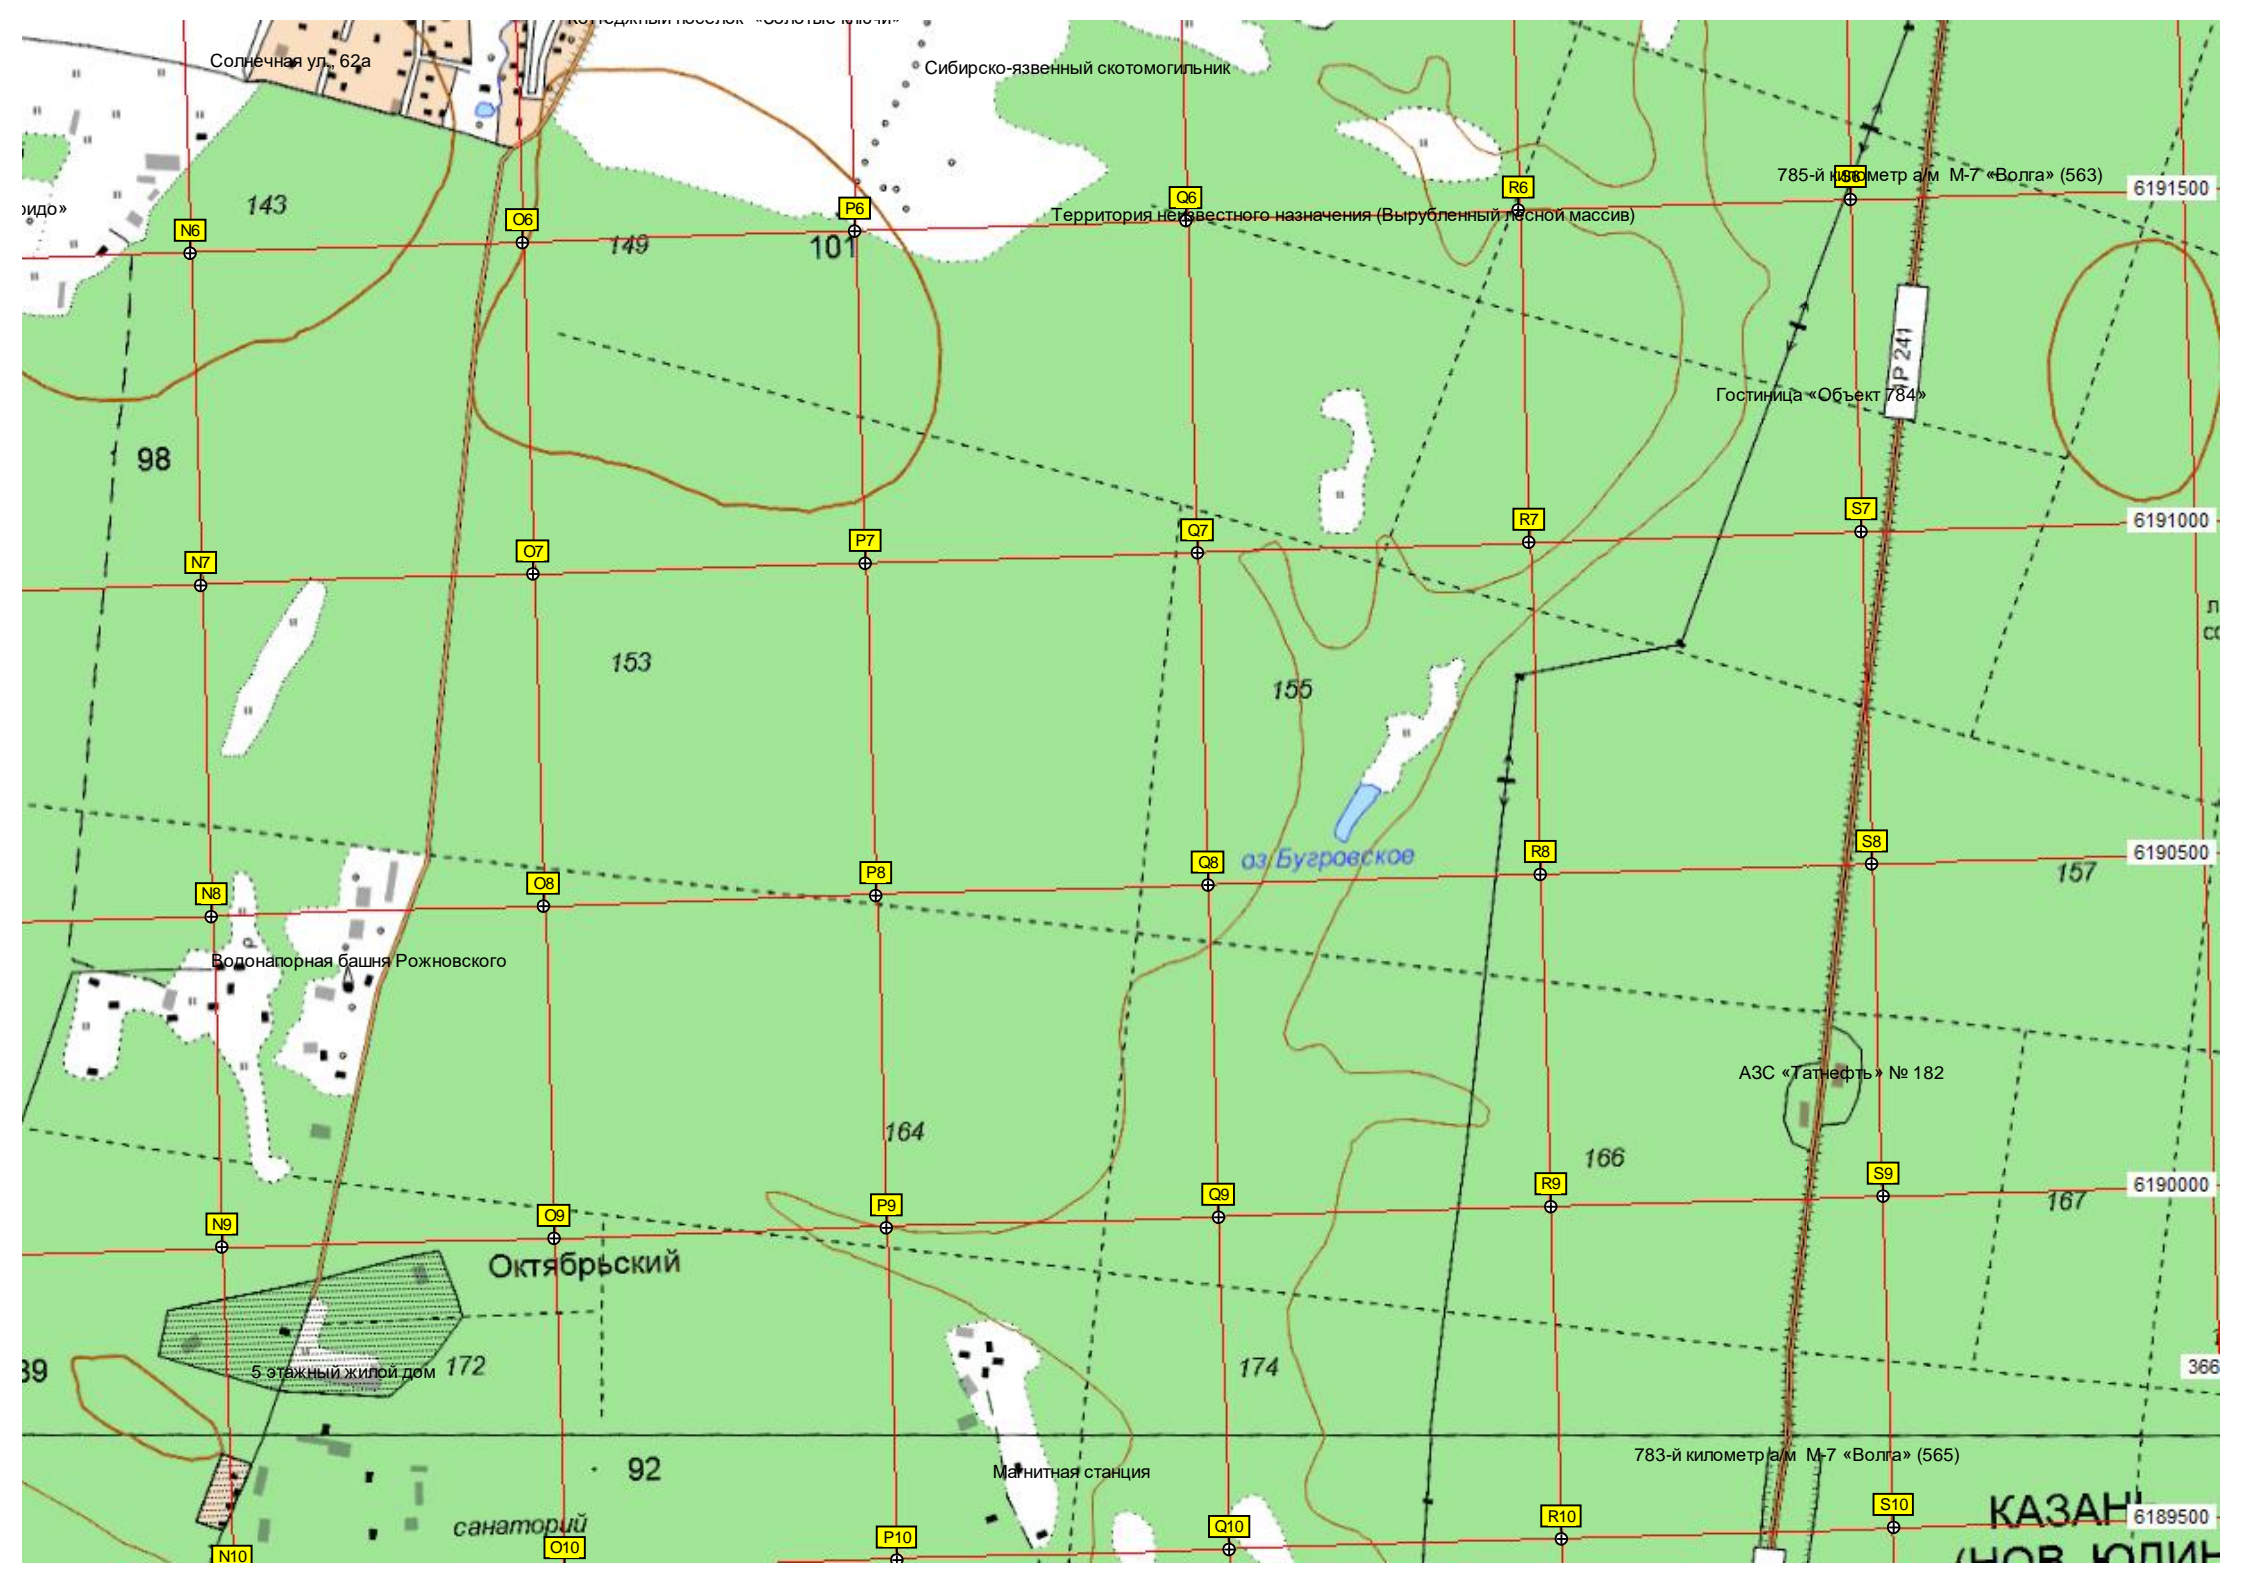 Солнечная ул., 62а
Сибирско-язвенный скотомогильник
785-й километр а/м М-7 «Волга» (563)
S6
6191500
R6
Q6
P6
143
O6
N6
Территория неизвестного назначения (Вырубленный лесной массив)
149
101
Р 241
Гостиница «Объект 784»
98
S7
6191000
R7
Q7
P7
O7
N7
153
155
S8
6190500
R8
Q8
оз Бугровское
P8
157
O8
N8
Водонапорная башня Рожновского
АЗС «Татнефть» № 182
164
166
S9
6190000
R9
Q9
167
P9
O9
N9
Октябрьский
172
174
366
5 этажный жилой дом
783-й километр а/м М-7 «Волга» (565)
92
Магнитная станция
S10
6189500
R10
Q10
P10
санаторий
O10
N10